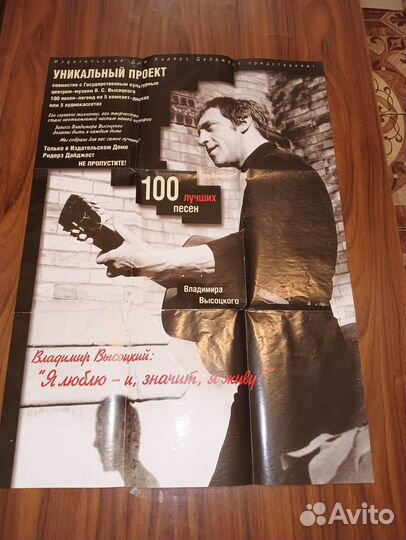 Издательский Дом Ридерз Дайджест представляет:
УНИКАЛЬНЫЙ ПРОЕКТ
совместно с Государственным культурным
центром-музеем В. С. Высоцкого
100 песен-легенд на 5 компакт-дисках
или 5 аудиокассетах
Его слушают миллионы, его творчество
стало неотъемлемой частью нашей истории
Записи Владимира Высоцкого
должны быть в каждом доме
Мы собрали для вас самое лучшее!
Только в Издательском Доме
Ридерз Дайджест
НЕ ПРОПУСТИТЕ!
100 лучших
песен
Владимира
Высоцкого
Владимир Высоцкий:
"Я люблю – и, значит, я живу!"
Avito